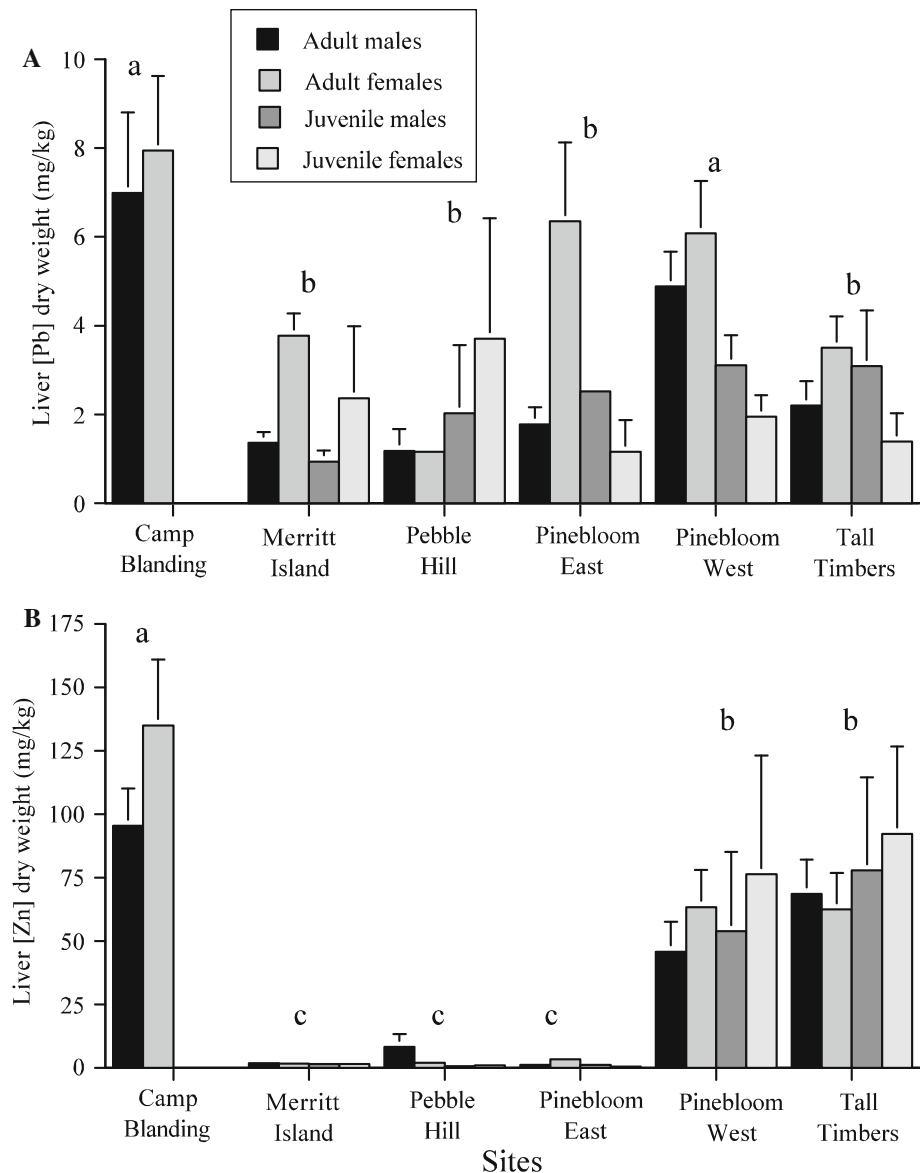 A
Adult males
Adult females
Juvenile males
Juvenile females
Liver [Pb] dry weight (mg/kg)
10
8
6
4
2
0
a
b
b
b
a
b
Camp Blanding
Merritt Island
Pebble Hill
Pinebloom East
Pinebloom West
Tall Timbers
B
Liver [Zn] dry weight (mg/kg)
175
150
125
100
75
50
25
0
a
c
c
c
b
b
Camp Blanding
Merritt Island
Pebble Hill
Pinebloom East
Pinebloom West
Tall Timbers
Sites